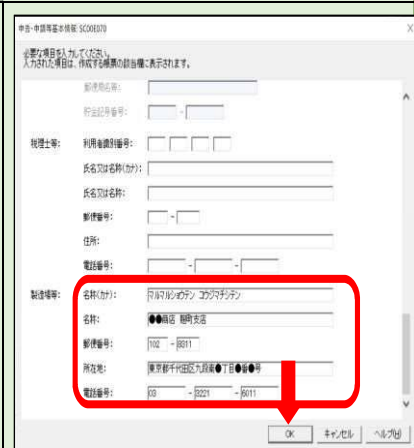 申告・申請等基本情報 SCODE070
必要な項目を入力してください。
入力された項目は、作成する帳票の該当欄に表示されます。
郵便局名等:
貯金記号番号: -
税理士等: 利用者識別番号:
氏名又は名称(カナ):
氏名又は名称:
郵便番号: -
住所:
電話番号: - -
製造場等: 名称(カナ): マルマルショウテン コウジマチシテン
名称: ●●商店 麹町支店
郵便番号: 102 - 8311
所在地: 東京都千代田区九段南●丁目●番●号
電話番号: 03 - 3221 - 6011
OK キャンセル ヘルプ(H)